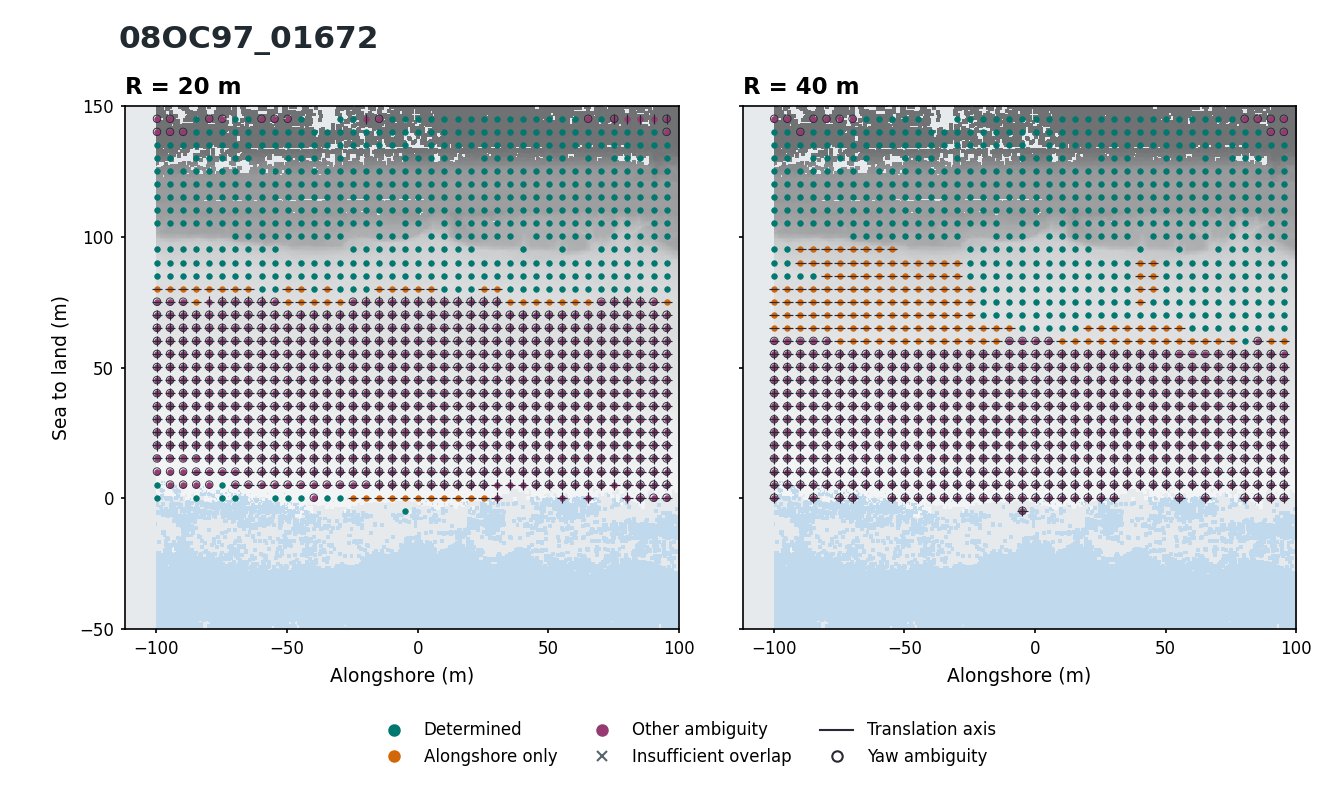 08OC97_01672
R = 20 m
R = 40 m
150
100
50
0
−50
Sea to land (m)
−100
−50
0
50
100
−100
−50
0
50
100
Alongshore (m)
Alongshore (m)
Determined
Other ambiguity
Translation axis
Alongshore only
Insufficient overlap
Yaw ambiguity